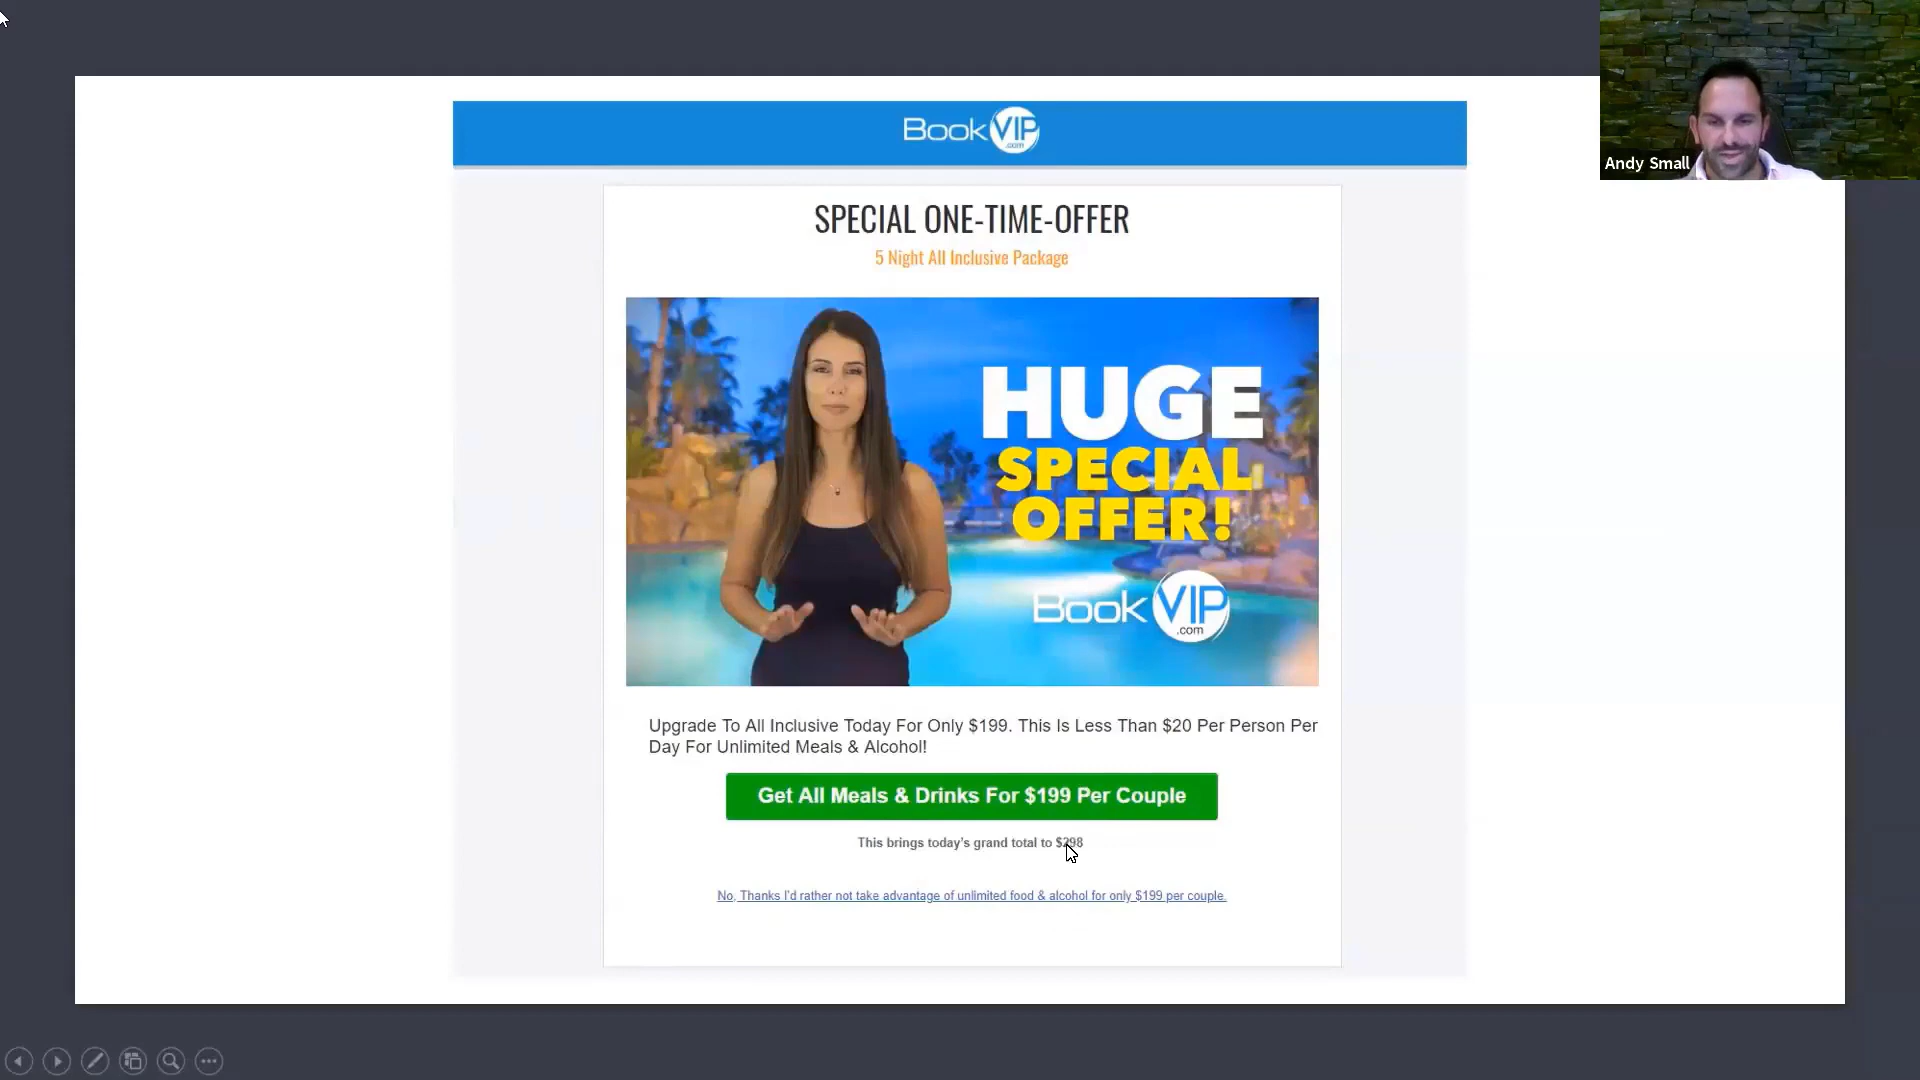 BookVIP
.com
Andy Small
SPECIAL ONE-TIME-OFFER
5 Night All Inclusive Package
HUGE
SPECIAL
OFFER!
BookVIP
.com
Upgrade To All Inclusive Today For Only $199. This Is Less Than $20 Per Person Per
Day For Unlimited Meals & Alcohol!
Get All Meals & Drinks For $199 Per Couple
This brings today's grand total to $298
No, Thanks I'd rather not take advantage of unlimited food & alcohol for only $199 per couple.